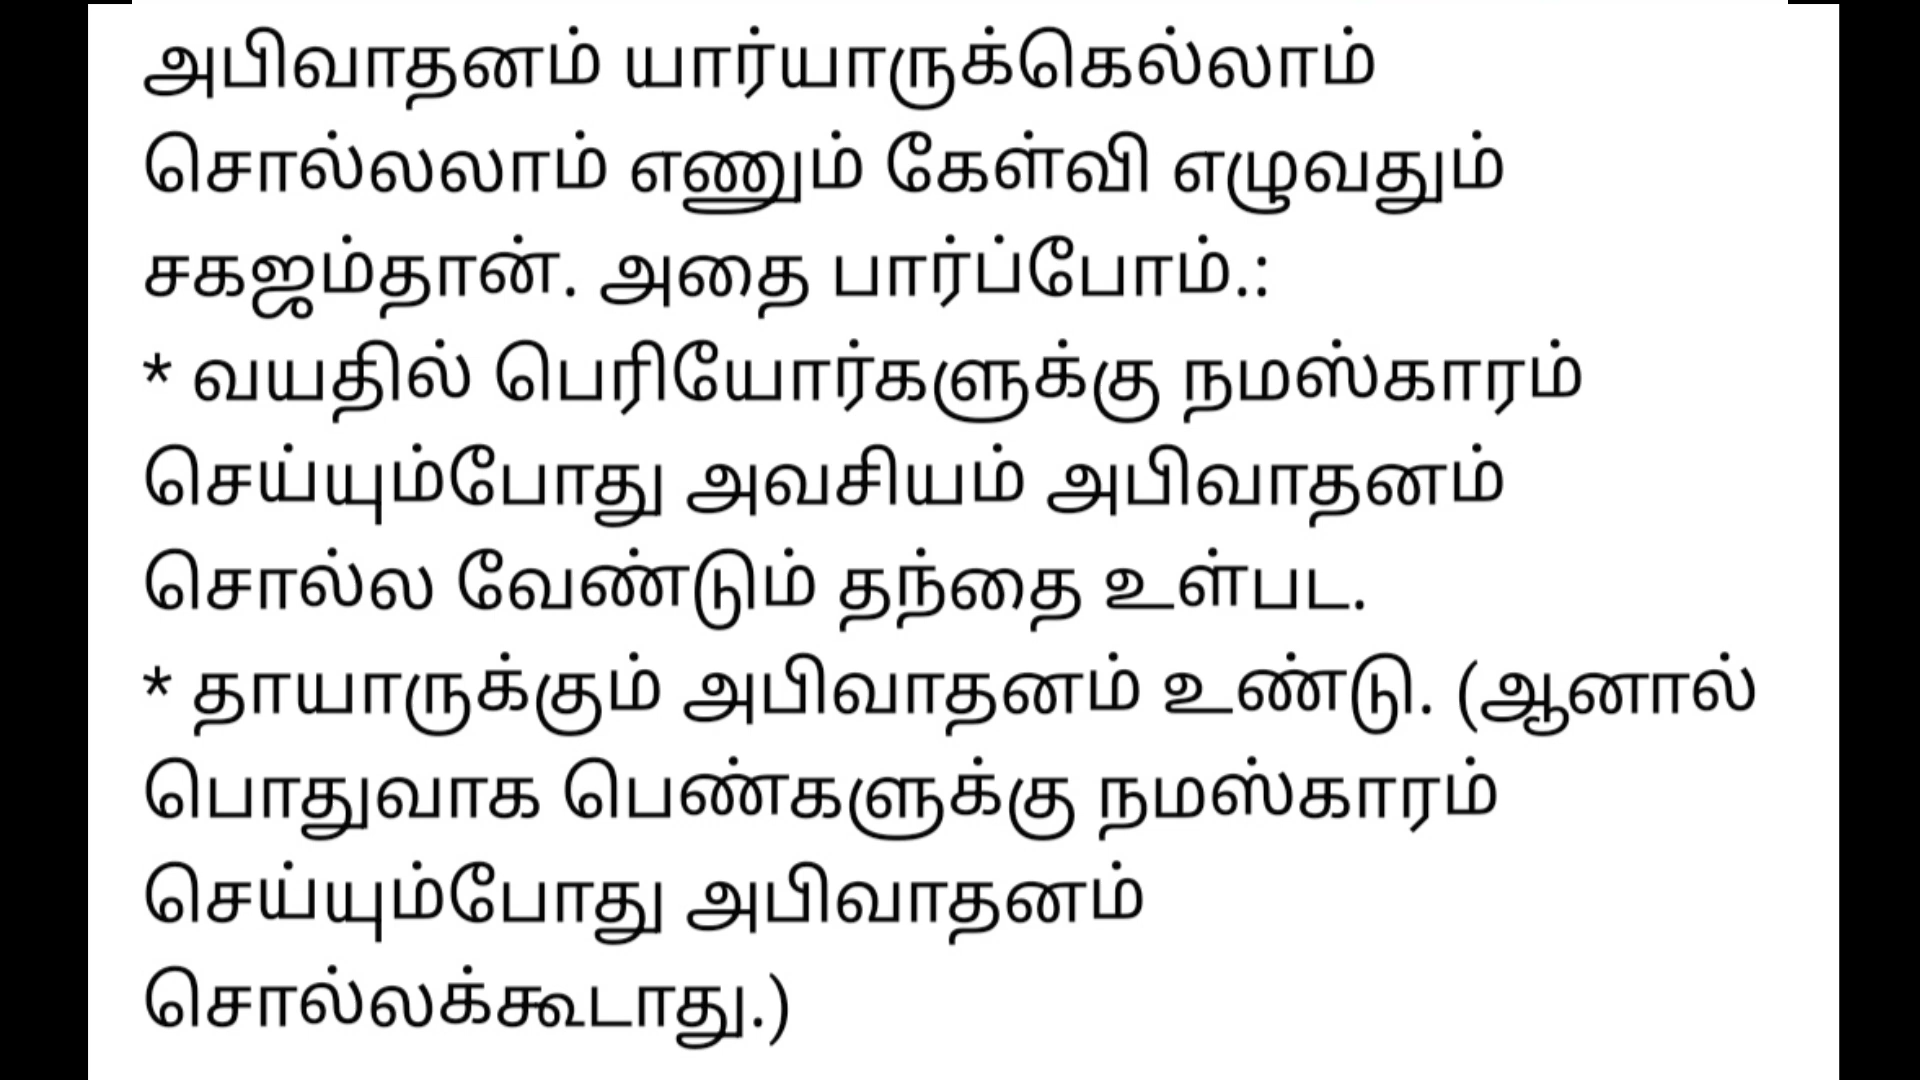 அபிவாதனம் யார்யாருக்கெல்லாம்
சொல்லலாம் எணும் கேள்வி எழுவதும்
சகஜம்தான். அதை பார்ப்போம்.:
* வயதில் பெரியோர்களுக்கு நமஸ்காரம்
செய்யும்போது அவசியம் அபிவாதனம்
சொல்ல வேண்டும் தந்தை உள்பட.
* தாயாருக்கும் அபிவாதனம் உண்டு. (ஆனால்
பொதுவாக பெண்களுக்கு நமஸ்காரம்
செய்யும்போது அபிவாதனம்
சொல்லக்கூடாது.)